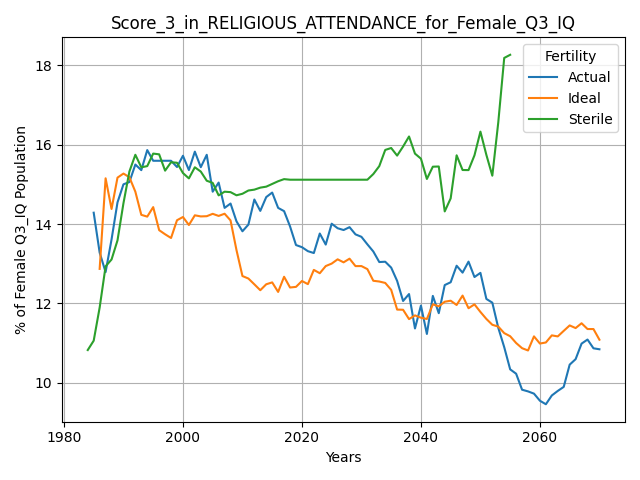 Score_3_in_RELIGIOUS_ATTENDANCE_for_Female_Q3_IQ
Fertility
Actual
Ideal
Sterile
% of Female Q3_IQ Population
18
16
14
12
10
1980 2000 2020 2040 2060
Years